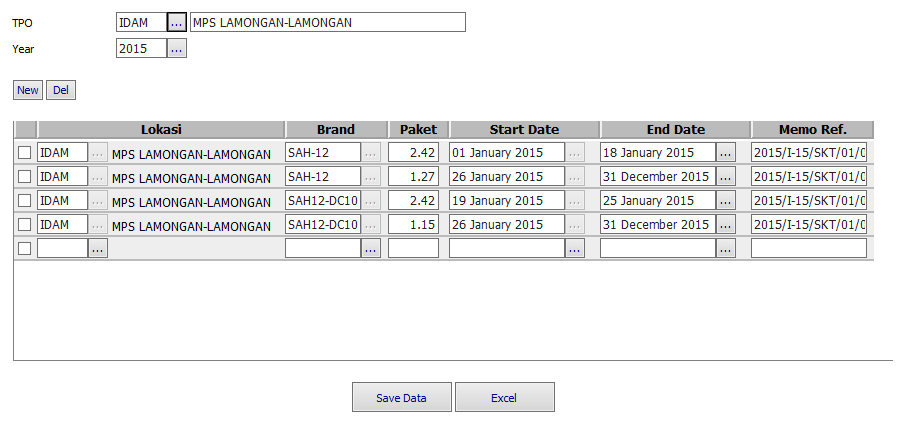 TPO IDAM ... MPS LAMONGAN-LAMONGAN
Year 2015 ...
New Del
Lokasi Brand Paket Start Date End Date Memo Ref.
IDAM ... MPS LAMONGAN-LAMONGAN SAH-12 ... 2.42 01 January 2015 ... 18 January 2015 ... 2015/I-15/SKT/01/0
IDAM ... MPS LAMONGAN-LAMONGAN SAH-12 ... 1.27 26 January 2015 ... 31 December 2015 ... 2015/I-15/SKT/01/0
IDAM ... MPS LAMONGAN-LAMONGAN SAH12-DC10 ... 2.42 19 January 2015 ... 25 January 2015 ... 2015/I-15/SKT/01/0
IDAM ... MPS LAMONGAN-LAMONGAN SAH12-DC10 ... 1.15 26 January 2015 ... 31 December 2015 ... 2015/I-15/SKT/01/0
... ... ... ...
Save Data Excel